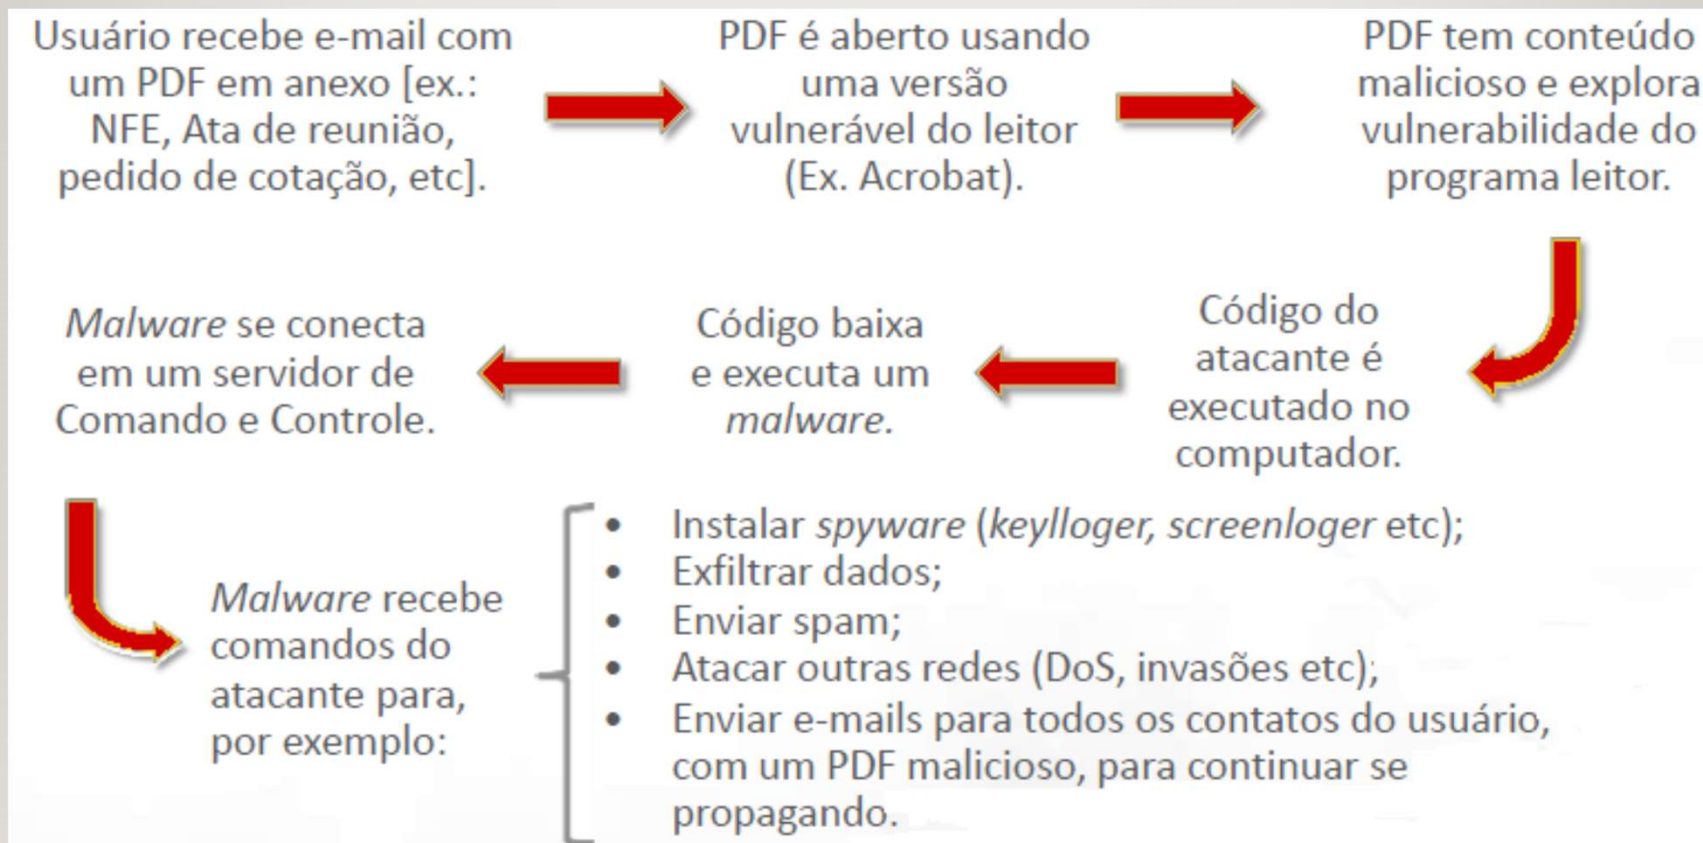 Usuário recebe e-mail com
um PDF em anexo [ex.:
NFE, Ata de reunião,
pedido de cotação, etc].
PDF é aberto usando
uma versão
vulnerável do leitor
(Ex. Acrobat).
PDF tem conteúdo
malicioso e explora
vulnerabilidade do
programa leitor.
Código do
atacante é
executado no
computador.
Código baixa
e executa um
malware.
Malware se conecta
em um servidor de
Comando e Controle.
Malware recebe
comandos do
atacante para,
por exemplo:
• Instalar spyware (keylloger, screenloger etc);
• Exfiltrar dados;
• Enviar spam;
• Atacar outras redes (DoS, invasões etc);
• Enviar e-mails para todos os contatos do usuário,
com um PDF malicioso, para continuar se
propagando.